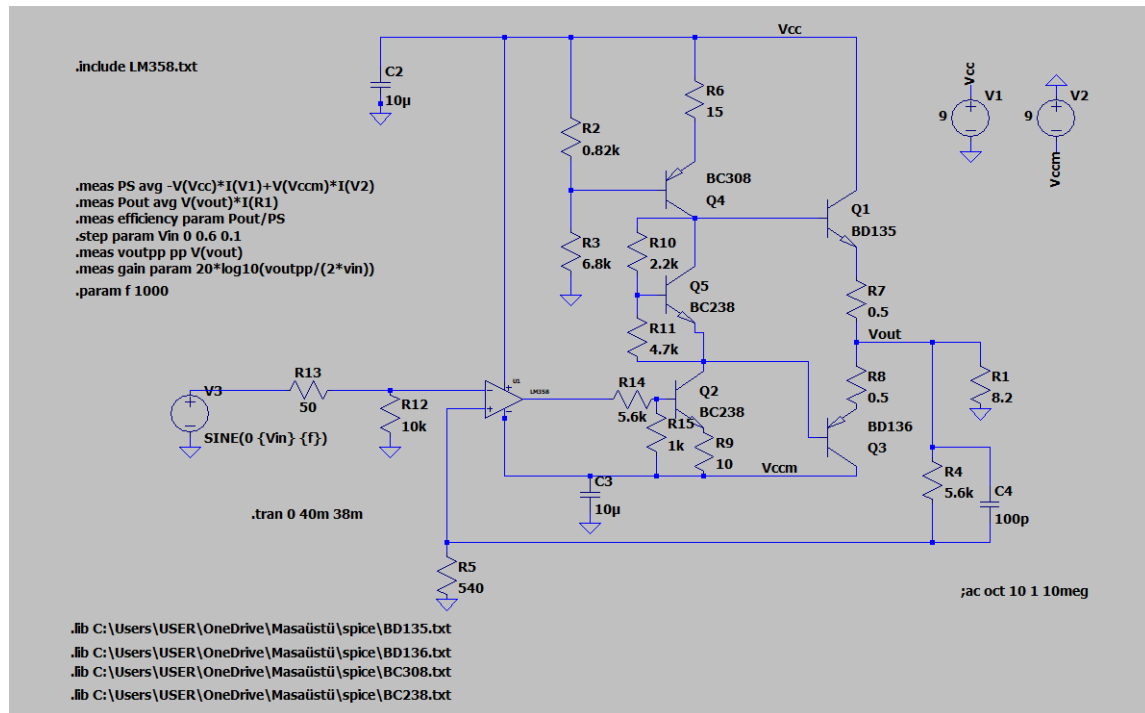 Vcc
.include LM358.txt
C2
10µ
R6
15
R2
0.82k
Vcc
V1
9
V2
9
Vccm
BC308
Q4
.meas PS avg -V(Vcc)*I(V1)+V(Vccm)*I(V2)
.meas Pout avg V(vout)*I(R1)
.meas efficiency param Pout/PS
.step param Vin 0 0.6 0.1
.meas voutpp pp V(vout)
.meas gain param 20*log10(voutpp/(2*vin))
.param f 1000
Q1
BD135
R3
6.8k
R10
2.2k
Q5
BC238
R7
0.5
R11
4.7k
Vout
R13
50
V3
R12
10k
SINE(0 {Vin} {f})
U1
LM358
R14
5.6k
Q2
BC238
R15
1k
R9
10
R8
0.5
BD136
Q3
R1
8.2
Vccm
C3
10µ
R4
5.6k
C4
100p
.tran 0 40m 38m
R5
540
;ac oct 10 1 10meg
.lib C:\Users\USER\OneDrive\Masaüstü\spice\BD135.txt
.lib C:\Users\USER\OneDrive\Masaüstü\spice\BD136.txt
.lib C:\Users\USER\OneDrive\Masaüstü\spice\BC308.txt
.lib C:\Users\USER\OneDrive\Masaüstü\spice\BC238.txt